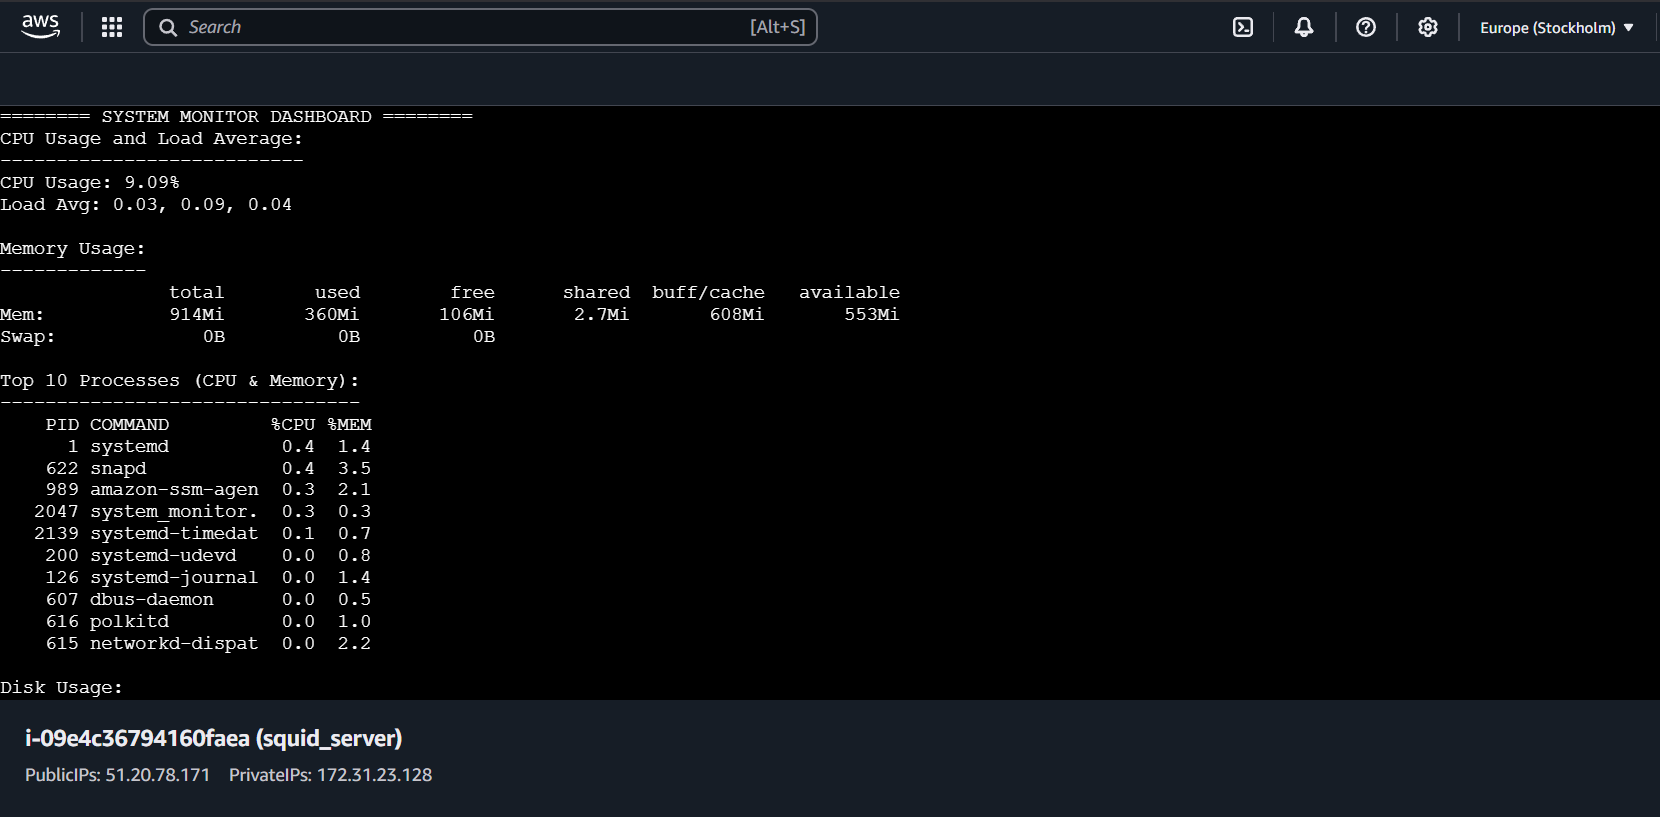 aws
Search [Alt+S]
Europe (Stockholm)
======== SYSTEM MONITOR DASHBOARD ========
CPU Usage and Load Average:
---------------------------
CPU Usage: 9.09%
Load Avg: 0.03, 0.09, 0.04
Memory Usage:
-------------
total used free shared buff/cache available
Mem: 914Mi 360Mi 106Mi 2.7Mi 608Mi 553Mi
Swap: 0B 0B 0B
Top 10 Processes (CPU & Memory):
--------------------------------
PID COMMAND %CPU %MEM
1 systemd 0.4 1.4
622 snapd 0.4 3.5
989 amazon-ssm-agen 0.3 2.1
2047 system_monitor. 0.3 0.3
2139 systemd-timedat 0.1 0.7
200 systemd-udevd 0.0 0.8
126 systemd-journal 0.0 1.4
607 dbus-daemon 0.0 0.5
616 polkitd 0.0 1.0
615 networkd-dispat 0.0 2.2
Disk Usage:
i-09e4c36794160faea (squid_server)
PublicIPs: 51.20.78.171 PrivateIPs: 172.31.23.128